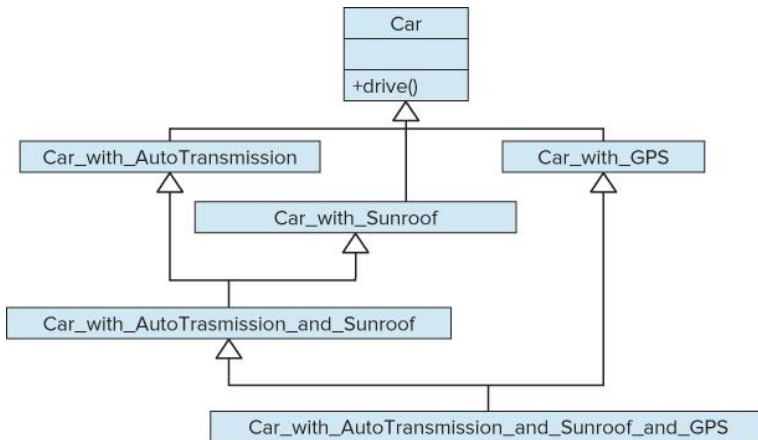 Car
+drive()
Car_with_AutoTransmission
Car_with_GPS
Car_with_Sunroof
Car_with_AutoTrasmission_and_Sunroof
Car_with_AutoTransmission_and_Sunroof_and_GPS